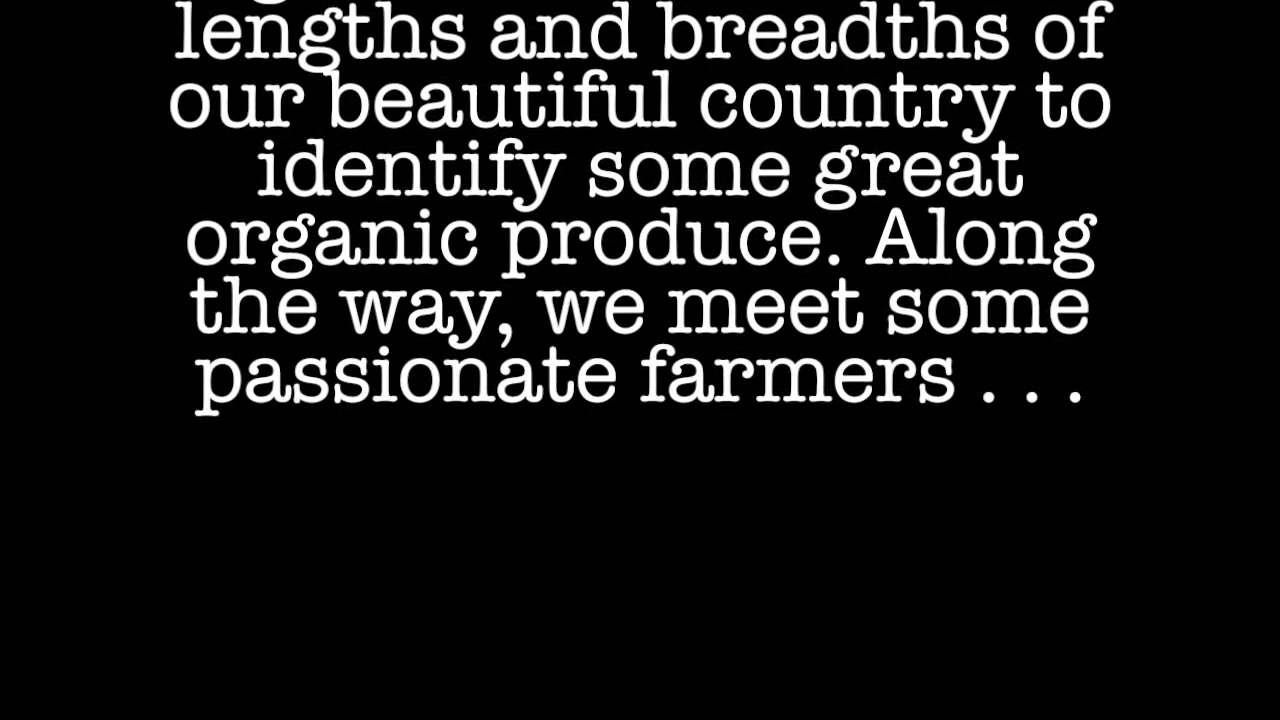 lengths and breadths of
our beautiful country to
identify some great
organic produce. Along
the way, we meet some
passionate farmers . . .